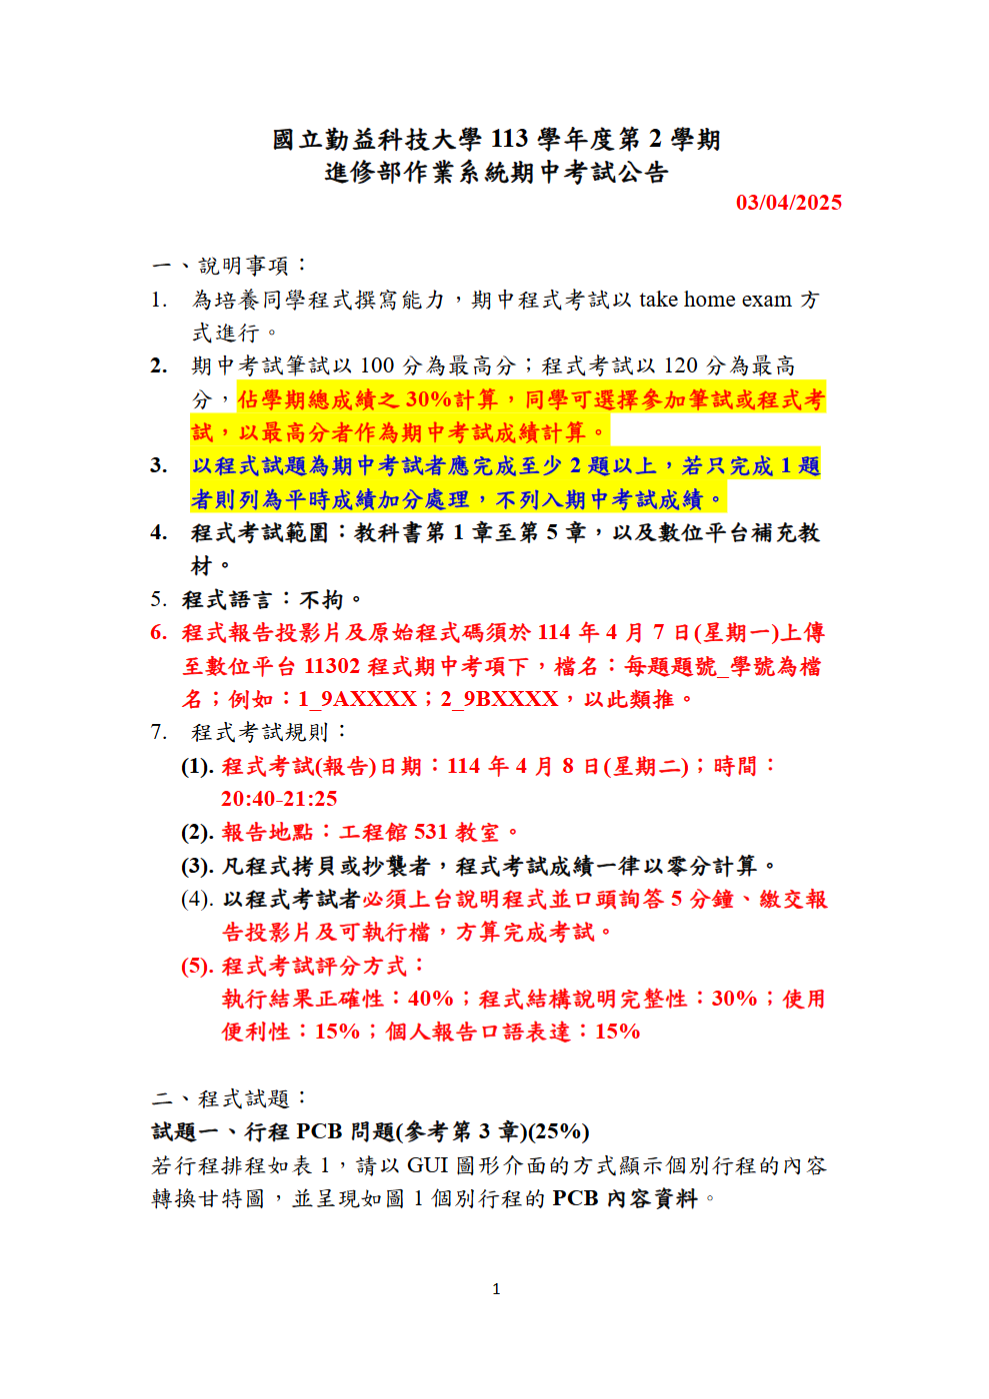 國立勤益科技大學 113 學年度第 2 學期
進修部作業系統期中考試公告
03/04/2025
一、說明事項：
1. 為培養同學程式撰寫能力，期中程式考試以 take home exam 方
式進行。
2. 期中考試筆試以 100 分為最高分；程式考試以 120 分為最高
分，佔學期總成績之 30%計算，同學可選擇參加筆試或程式考
試，以最高分者作為期中考試成績計算。
3. 以程式試題為期中考試者應完成至少 2 題以上，若只完成 1 題
者則列為平時成績加分處理，不列入期中考試成績。
4. 程式考試範圍：教科書第 1 章至第 5 章，以及數位平台補充教
材。
5. 程式語言：不拘。
6. 程式報告投影片及原始程式碼須於 114 年 4 月 7 日(星期一)上傳
至數位平台 11302 程式期中考項下，檔名：每題題號_學號為檔
名；例如：1_9AXXXX；2_9BXXXX，以此類推。
7. 程式考試規則：
(1). 程式考試(報告)日期：114 年 4 月 8 日(星期二)；時間：
20:40-21:25
(2). 報告地點：工程館 531 教室。
(3). 凡程式拷貝或抄襲者，程式考試成績一律以零分計算。
(4). 以程式考試者必須上台說明程式並口頭詢答 5 分鐘、繳交報
告投影片及可執行檔，方算完成考試。
(5). 程式考試評分方式：
執行結果正確性：40%；程式結構說明完整性：30%；使用
便利性：15%；個人報告口語表達：15%
二、程式試題：
試題一、行程 PCB 問題(參考第 3 章)(25%)
若行程排程如表 1，請以 GUI 圖形介面的方式顯示個別行程的內容
轉換甘特圖，並呈現如圖 1 個別行程的 PCB 內容資料。
1